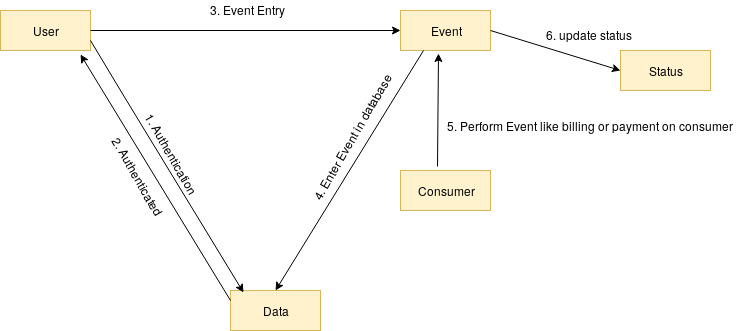 3. Event Entry
User
Event
6. update status
Status
1. Authentication
2. Authenticated
4. Enter Event in database
5. Perform Event like billing or payment on consumer
Consumer
Data